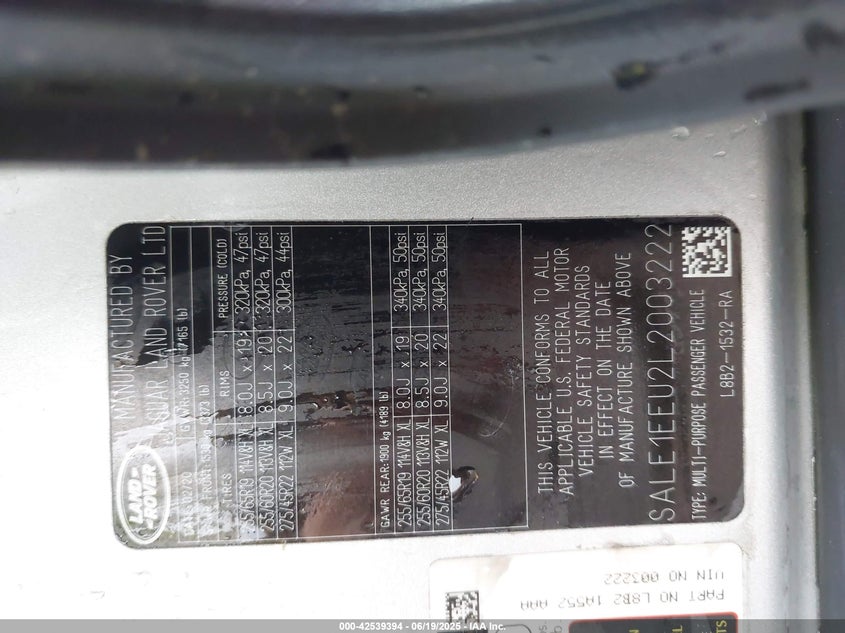 LAND-
ROVER
MANUFACTURED BY
JAGUAR LAND ROVER LTD
DATE: 02/20 GVWR: 3250 kg (7165 lb)
GAWR FRONT:
TIRES RIMS PRESSURE (COLD)
255/65R19 114V&H XL 8.0J x 19 320kPa, 47psi
255/60R20 113V&H XL 8.5J x 20 320kPa, 47psi
275/45R22 112W XL 9.0J x 22 300kPa, 44psi
GAWR REAR: 1900 kg (4189 lb)
255/65R19 114V&H XL 8.0J x 19 340kPa, 50psi
255/60R20 113V&H XL 8.5J x 20 340kPa, 50psi
275/45R22 112W XL 9.0J x 22 340kPa, 50psi
THIS VEHICLE CONFORMS TO ALL
APPLICABLE U.S. FEDERAL MOTOR
VEHICLE SAFETY STANDARDS
IN EFFECT ON THE DATE
OF MANUFACTURE SHOWN ABOVE
SALE1EEU2L2003222
TYPE: MULTI-PURPOSE PASSENGER VEHICLE
L8B2-1532-RA
PART NO L8B2 1A552 AAA
VIN NO 003222
000-42539394 - 06/19/2025 - IAA Inc.